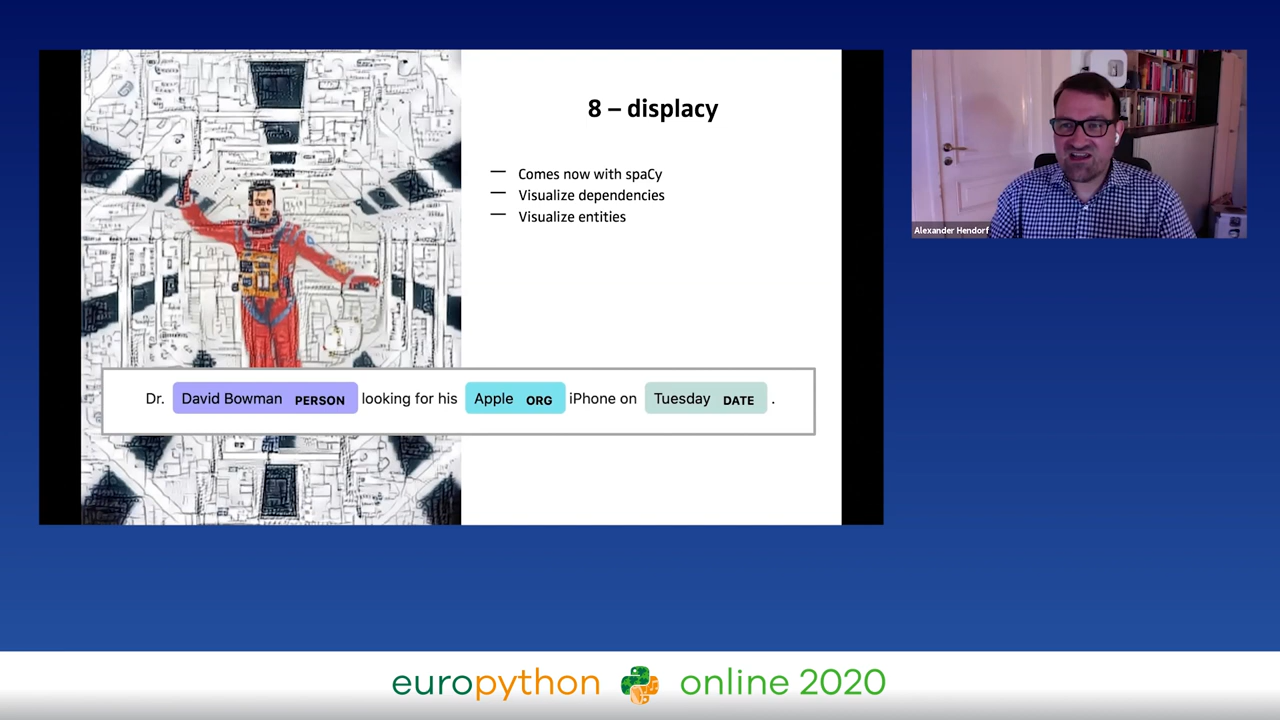 8 – displacy
— Comes now with spaCy
— Visualize dependencies
— Visualize entities
Dr. David Bowman PERSON looking for his Apple ORG iPhone on Tuesday DATE .
Alexander Hendorf
europython online 2020